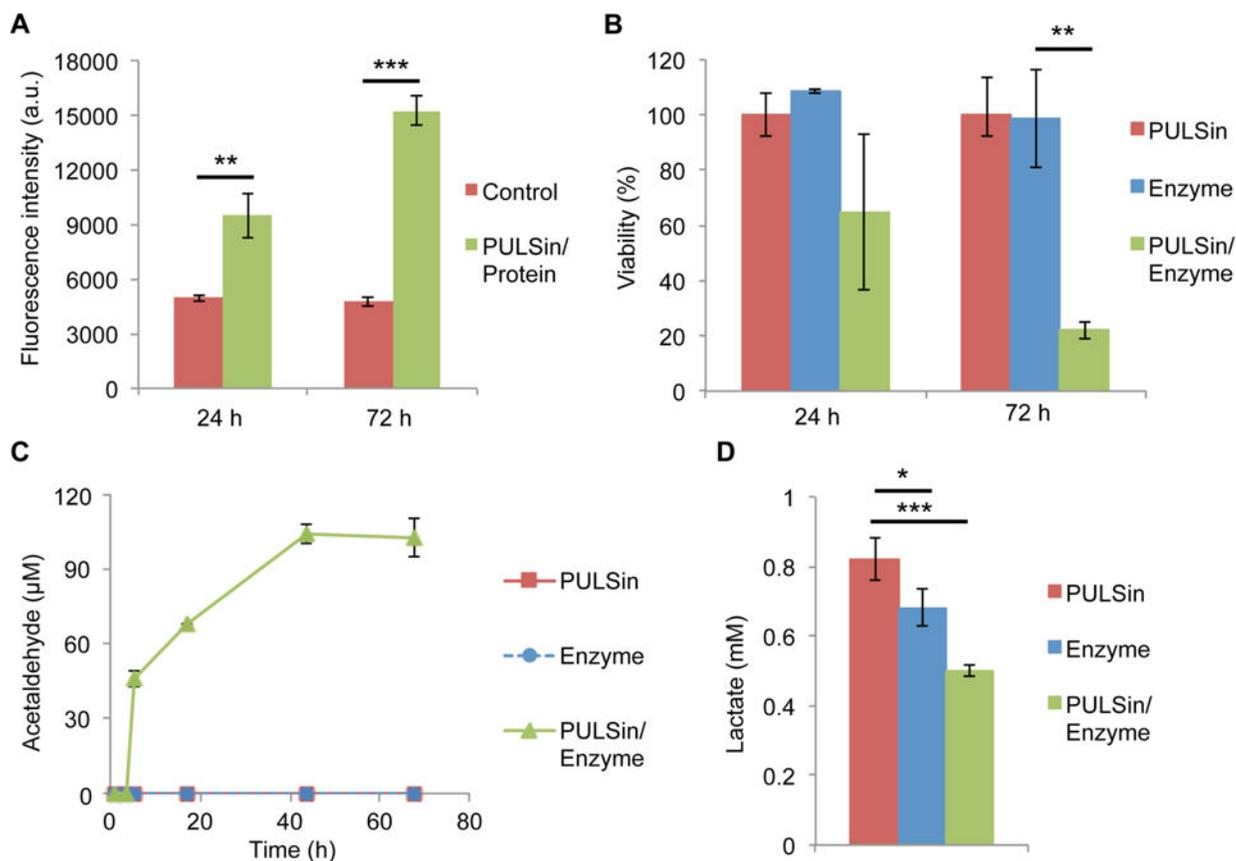 A
Fluorescence intensity (a.u.)
18000
15000
12000
9000
6000
3000
0
**
***
24 h
72 h
Control
PULSin/
Protein
B
Viability (%)
120
100
80
60
40
20
0
**
24 h
72 h
PULSin
Enzyme
PULSin/
Enzyme
C
Acetaldehyde (µM)
120
90
60
30
0
0 20 40 60 80
Time (h)
PULSin
Enzyme
PULSin/
Enzyme
D
Lactate (mM)
1
0.8
0.6
0.4
0.2
0
*
***
PULSin
Enzyme
PULSin/
Enzyme